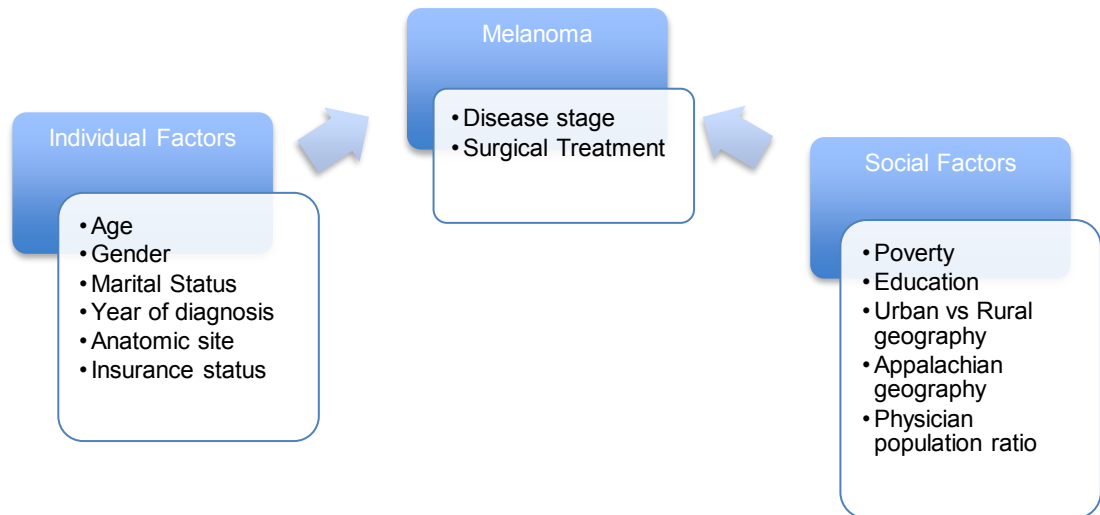 Melanoma
• Disease stage
• Surgical Treatment
Individual Factors
• Age
• Gender
• Marital Status
• Year of diagnosis
• Anatomic site
• Insurance status
Social Factors
• Poverty
• Education
• Urban vs Rural
geography
• Appalachian
geography
• Physician
population ratio